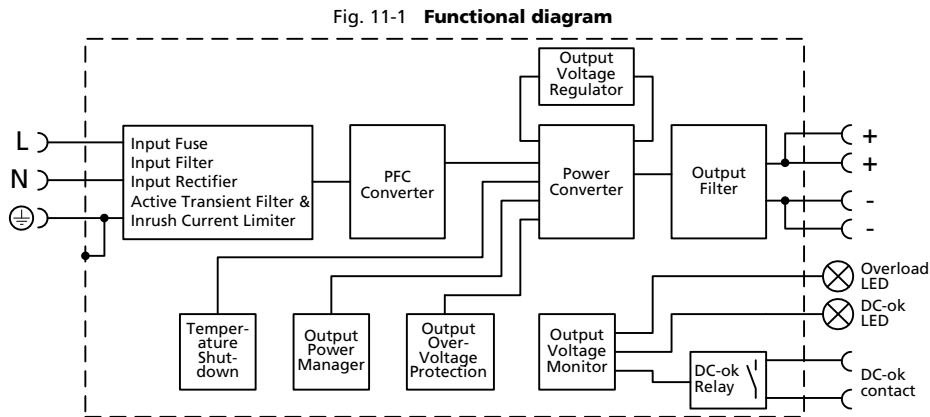 Fig. 11-1 Functional diagram
Output
Voltage
Regulator
L
N
Input Fuse
Input Filter
Input Rectifier
Active Transient Filter &
Inrush Current Limiter
PFC
Converter
Power
Converter
Output
Filter
+
+
-
-
Temper-
ature
Shut-
down
Output
Power
Manager
Output
Over-
Voltage
Protection
Output
Voltage
Monitor
DC-ok
Relay
Overload
LED
DC-ok
LED
DC-ok
contact